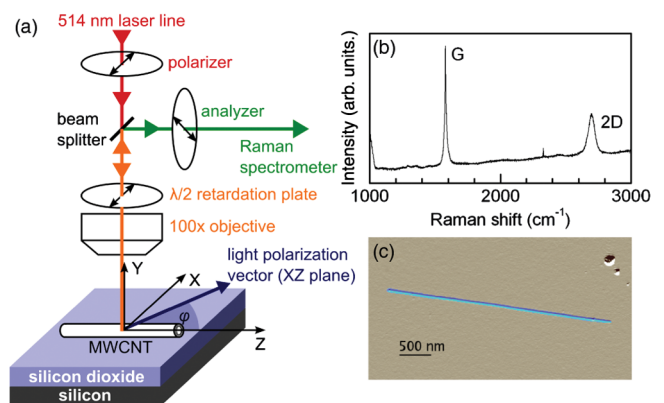 (a)
514 nm laser line
polarizer
beam
splitter
analyzer
Raman
spectrometer
λ/2 retardation plate
100x objective
light polarization
vector (XZ plane)
Y
X
φ
Z
MWCNT
silicon dioxide
silicon
(b)
Intensity (arb. units.)
G
2D
1000
2000
3000
Raman shift (cm⁻¹)
(c)
500 nm